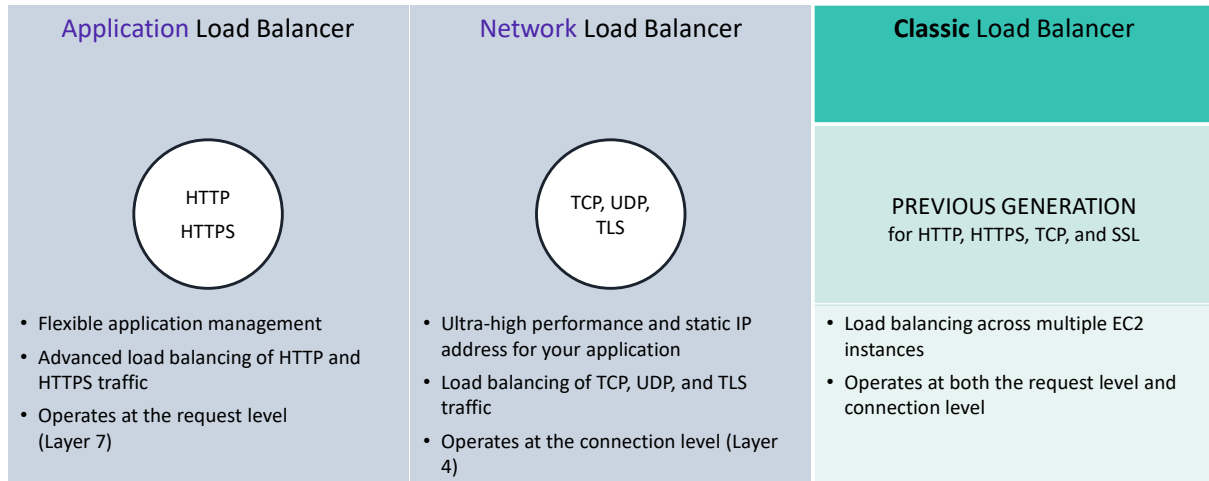 Application Load Balancer
HTTP
HTTPS
• Flexible application management
• Advanced load balancing of HTTP and
HTTPS traffic
• Operates at the request level
(Layer 7)
Network Load Balancer
TCP, UDP,
TLS
• Ultra-high performance and static IP
address for your application
• Load balancing of TCP, UDP, and TLS
traffic
• Operates at the connection level (Layer
4)
Classic Load Balancer
PREVIOUS GENERATION
for HTTP, HTTPS, TCP, and SSL
• Load balancing across multiple EC2
instances
• Operates at both the request level and
connection level